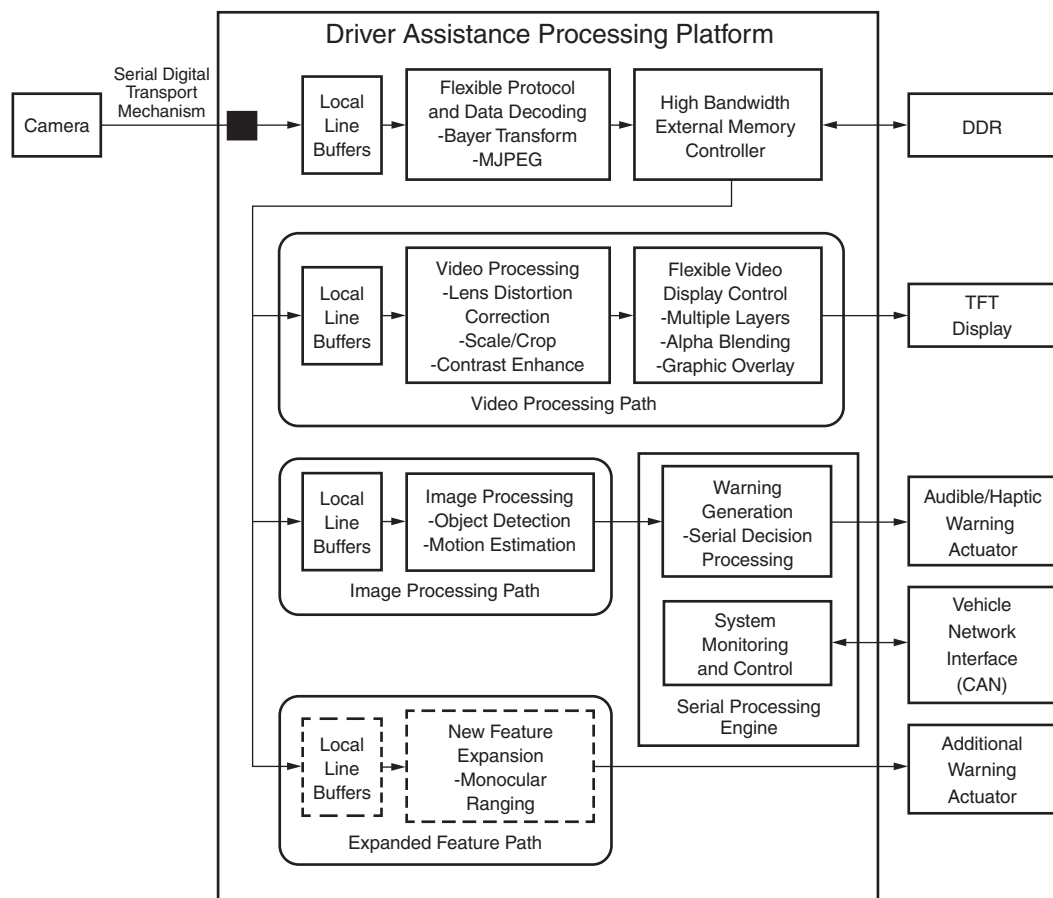 Driver Assistance Processing Platform
Serial Digital
Transport
Mechanism
Camera
Local
Line
Buffers
Flexible Protocol
and Data Decoding
-Bayer Transform
-MJPEG
High Bandwidth
External Memory
Controller
DDR
Local
Line
Buffers
Video Processing
-Lens Distortion
Correction
-Scale/Crop
-Contrast Enhance
Flexible Video
Display Control
-Multiple Layers
-Alpha Blending
-Graphic Overlay
Video Processing Path
TFT
Display
Local
Line
Buffers
Image Processing
-Object Detection
-Motion Estimation
Image Processing Path
Warning
Generation
-Serial Decision
Processing
Audible/Haptic
Warning
Actuator
System
Monitoring
and Control
Serial Processing
Engine
Vehicle
Network
Interface
(CAN)
Local
Line
Buffers
New Feature
Expansion
-Monocular
Ranging
Expanded Feature Path
Additional
Warning
Actuator